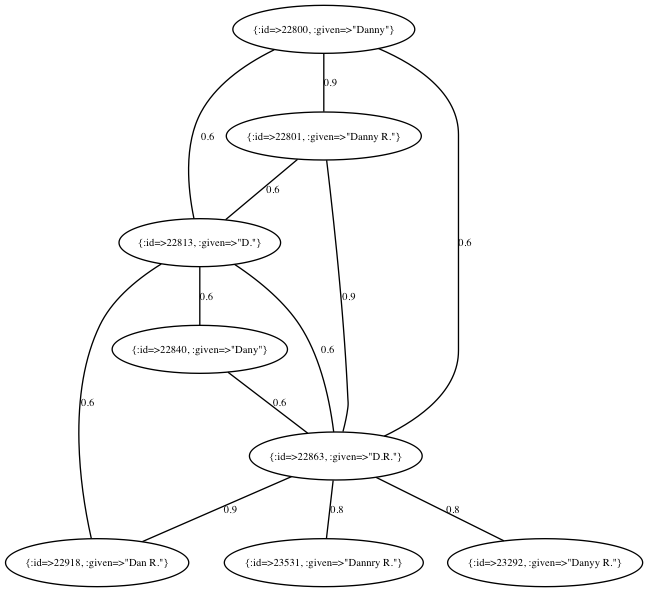 {:id=>22800, :given=>"Danny"}
0.9
0.6
{:id=>22801, :given=>"Danny R."}
0.6
{:id=>22813, :given=>"D."}
0.6
0.6
0.9
{:id=>22840, :given=>"Dany"}
0.6
0.6
0.6
{:id=>22863, :given=>"D.R."}
0.9
0.8
0.8
{:id=>22918, :given=>"Dan R."}
{:id=>23531, :given=>"Dannry R."}
{:id=>23292, :given=>"Danyy R."}